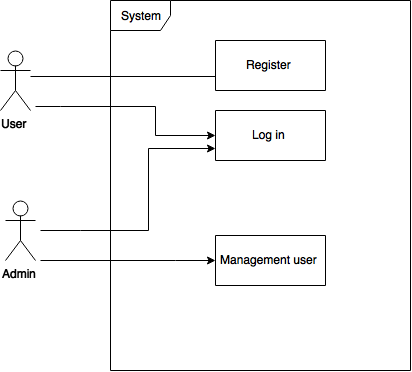 System
Register
User
Log in
Admin
Management user